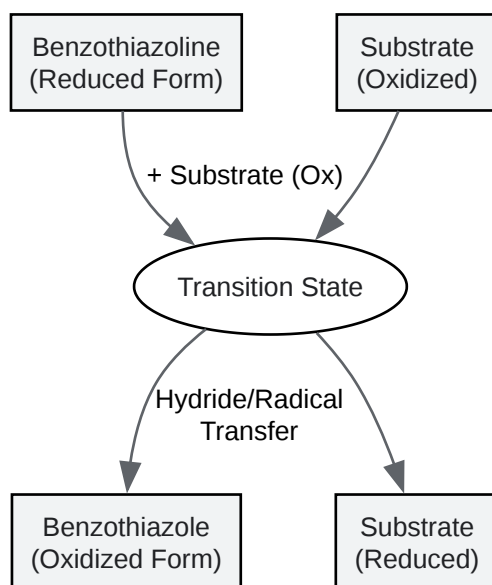 Benzothiazoline
(Reduced Form)
Substrate
(Oxidized)
+ Substrate (Ox)
Transition State
Hydride/Radical
Transfer
Benzothiazole
(Oxidized Form)
Substrate
(Reduced)